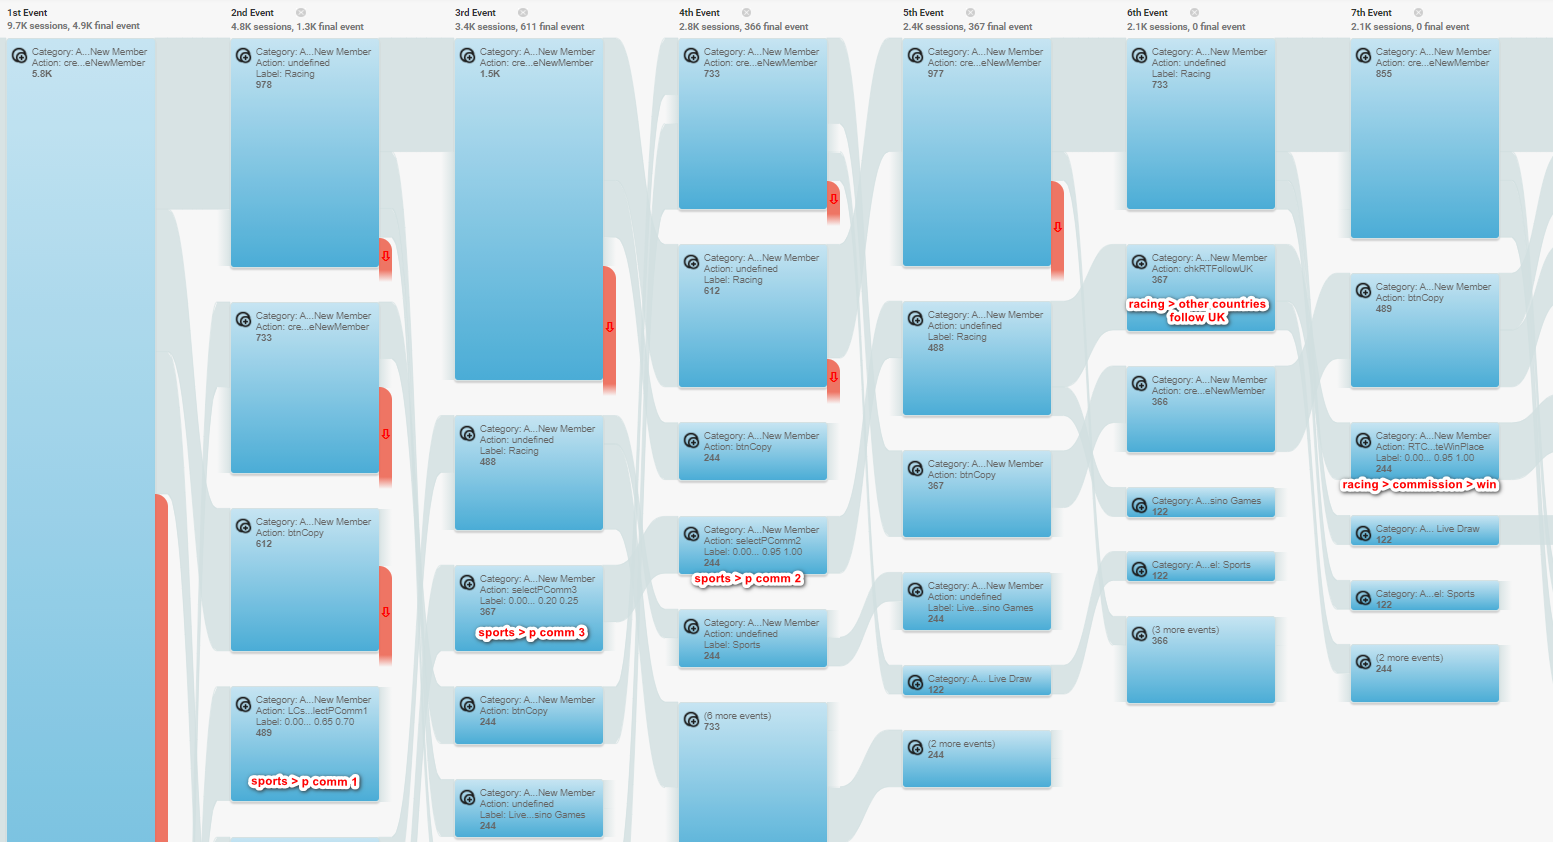 1st Event
9.7K sessions, 4.9K final event
Category: A...New Member
Action: cre...eNewMember
5.8K
2nd Event
4.8K sessions, 1.3K final event
Category: A...New Member
Action: undefined
Label: Racing
978
Category: A...New Member
Action: cre...eNewMember
733
Category: A...New Member
Action: btnCopy
612
Category: A...New Member
Action: LCs...lectPComm1
Label: 0.00... 0.65 0.70
489
sports > p comm 1
3rd Event
3.4K sessions, 611 final event
Category: A...New Member
Action: cre...eNewMember
1.5K
Category: A...New Member
Action: undefined
Label: Racing
488
Category: A...New Member
Action: selectPComm3
Label: 0.00... 0.20 0.25
367
sports > p comm 3
Category: A...New Member
Action: btnCopy
244
Category: A...New Member
Action: undefined
Label: Live...sino Games
244
4th Event
2.8K sessions, 366 final event
Category: A...New Member
Action: cre...eNewMember
733
Category: A...New Member
Action: undefined
Label: Racing
612
Category: A...New Member
Action: btnCopy
244
Category: A...New Member
Action: selectPComm2
Label: 0.00... 0.95 1.00
244
sports > p comm 2
Category: A...New Member
Action: undefined
Label: Sports
244
(6 more events)
733
5th Event
2.4K sessions, 367 final event
Category: A...New Member
Action: cre...eNewMember
977
Category: A...New Member
Action: undefined
Label: Racing
488
Category: A...New Member
Action: btnCopy
367
Category: A...New Member
Action: undefined
Label: Live...sino Games
244
Category: A... Live Draw
122
(2 more events)
244
6th Event
2.1K sessions, 0 final event
Category: A...New Member
Action: undefined
Label: Racing
733
Category: A...New Member
Action: chkRTFollowUK
367
racing > other countries
follow UK
Category: A...New Member
Action: cre...eNewMember
366
Category: A...sino Games
122
Category: A...el: Sports
122
(3 more events)
366
7th Event
2.1K sessions, 0 final event
Category: A...New Member
Action: cre...eNewMember
855
Category: A...New Member
Action: btnCopy
489
Category: A...New Member
Action: RTC...teWinPlace
Label: 0.00... 0.95 1.00
244
racing > commission > win
Category: A... Live Draw
122
Category: A...el: Sports
122
(2 more events)
244